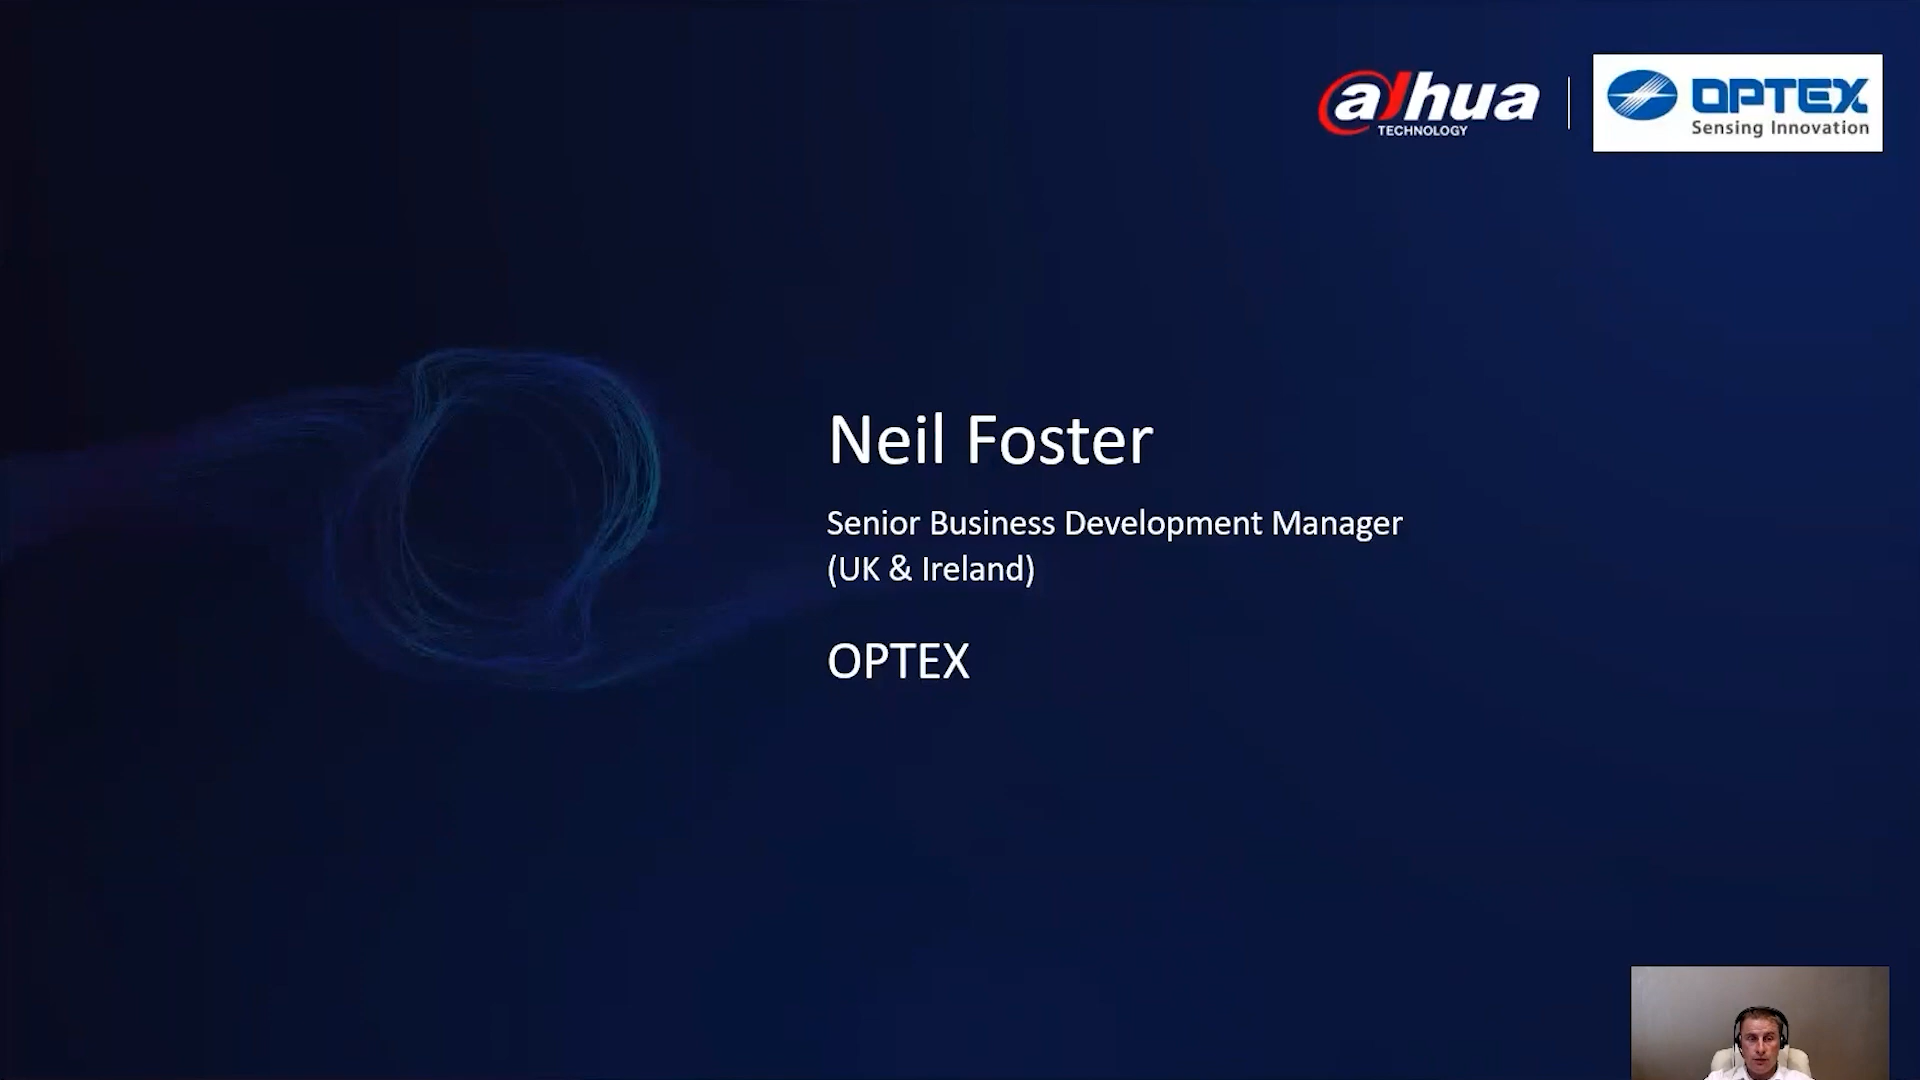 alhua
TECHNOLOGY
OPTEX
Sensing Innovation
Neil Foster
Senior Business Development Manager
(UK & Ireland)
OPTEX